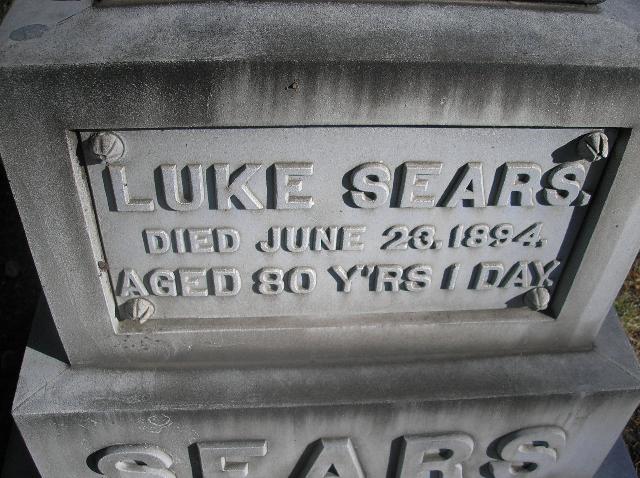 LUKE SEARS.
DIED JUNE 23, 1894.
AGED 80 Y'RS 1 DAY.
SEARS